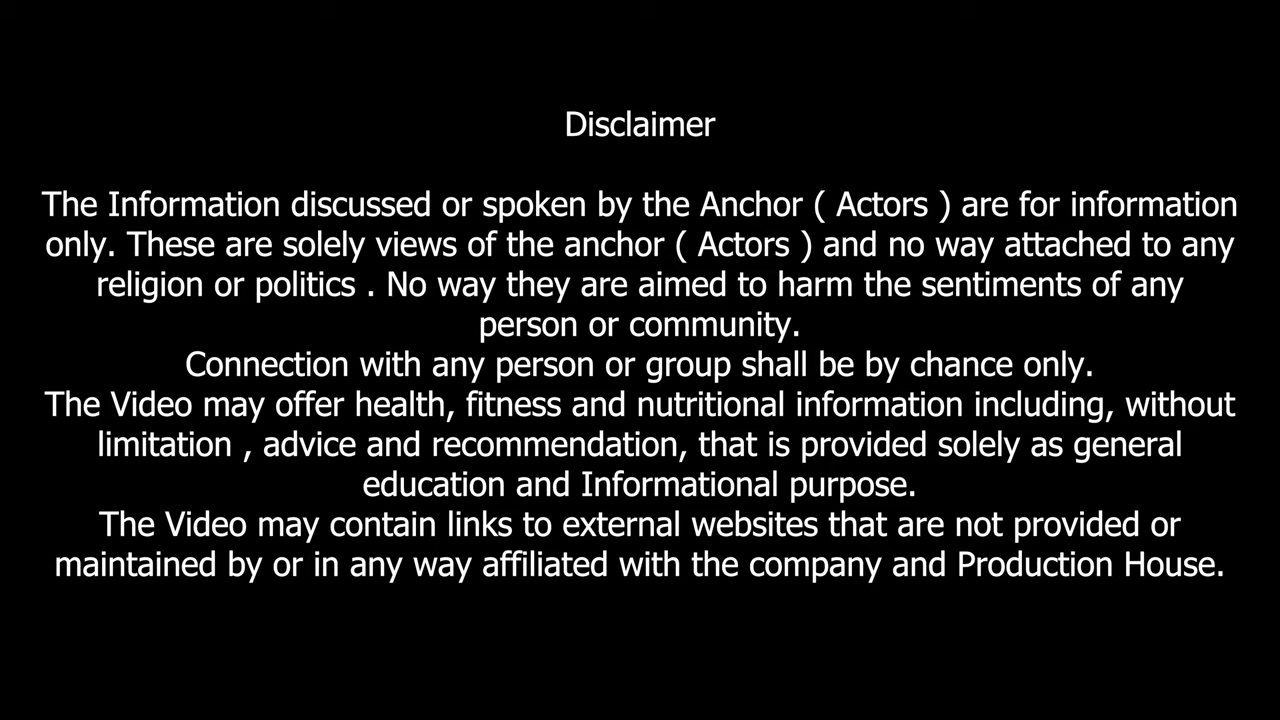 Disclaimer
The Information discussed or spoken by the Anchor ( Actors ) are for information
only. These are solely views of the anchor ( Actors ) and no way attached to any
religion or politics . No way they are aimed to harm the sentiments of any
person or community.
Connection with any person or group shall be by chance only.
The Video may offer health, fitness and nutritional information including, without
limitation , advice and recommendation, that is provided solely as general
education and Informational purpose.
The Video may contain links to external websites that are not provided or
maintained by or in any way affiliated with the company and Production House.